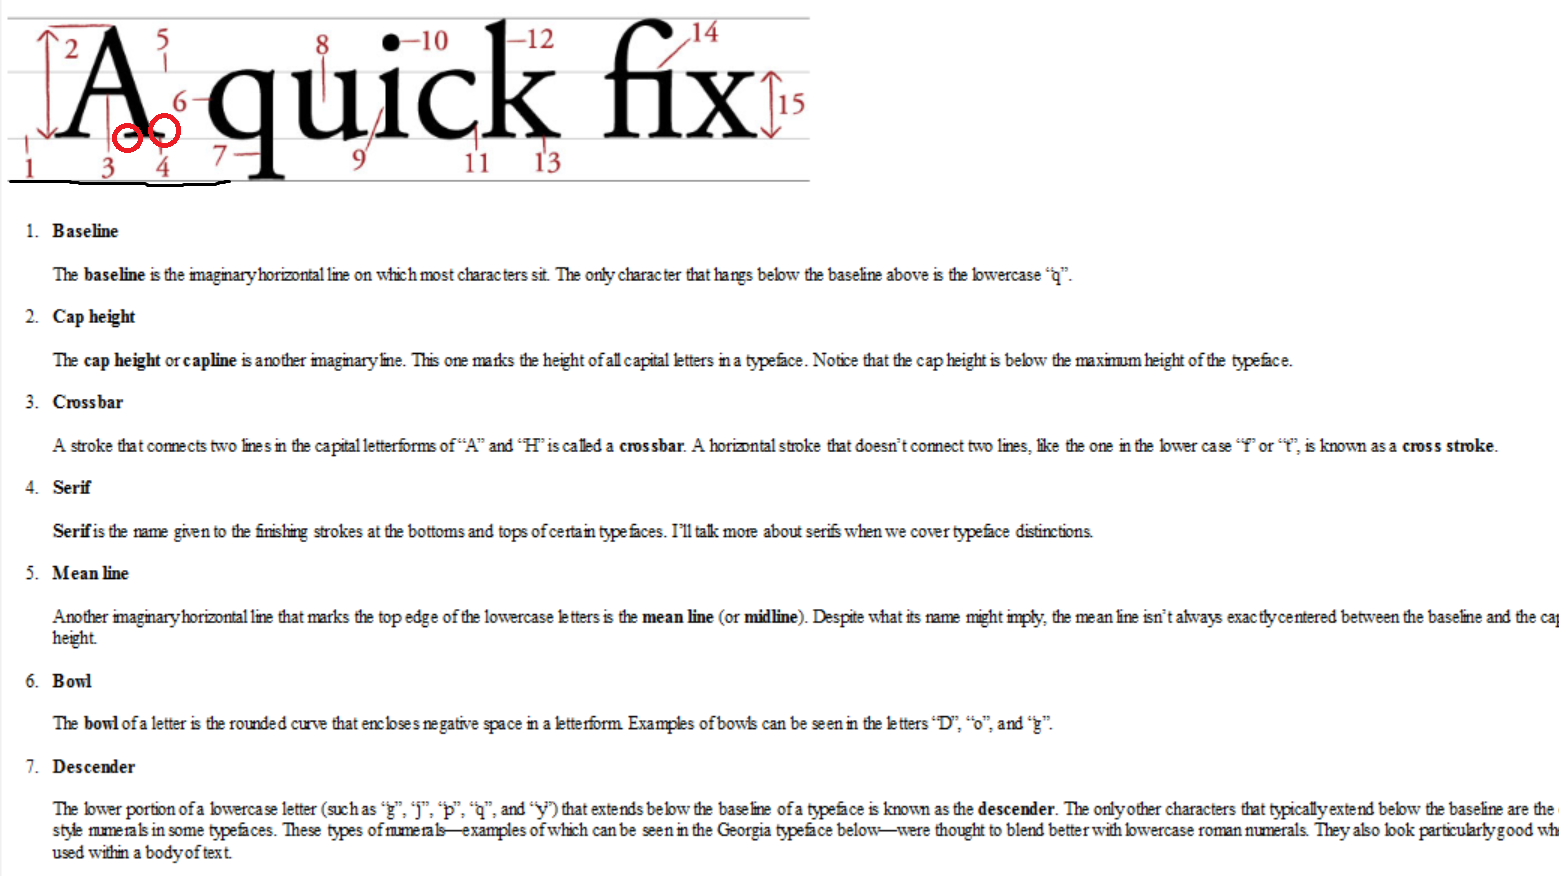 A quick fix
1 2 3 4 5 6 7 8 9 10 11 12 13 14 15
1. Baseline
The baseline is the imaginary horizontal line on which most characters sit. The only character that hangs below the baseline above is the lowercase “q”.
2. Cap height
The cap height or capline is another imaginary line. This one marks the height of all capital letters in a typeface. Notice that the cap height is below the maximum height of the typeface.
3. Crossbar
A stroke that connects two lines in the capital letterforms of “A” and “H” is called a crossbar. A horizontal stroke that doesn’t connect two lines, like the one in the lower case “f” or “t”, is known as a cross stroke.
4. Serif
Serif is the name given to the finishing strokes at the bottoms and tops of certain typefaces. I’ll talk more about serifs when we cover typeface distinctions.
5. Mean line
Another imaginary horizontal line that marks the top edge of the lowercase letters is the mean line (or midline). Despite what its name might imply, the mean line isn’t always exactly centered between the baseline and the cap
height.
6. Bowl
The bowl of a letter is the rounded curve that encloses negative space in a letterform. Examples of bowls can be seen in the letters “D”, “o”, and “g”.
7. Descender
The lower portion of a lowercase letter (such as “g”, “j”, “p”, “q”, and “y”) that extends below the baseline of a typeface is known as the descender. The only other characters that typically extend below the baseline are the
style numerals in some typefaces. These types of numerals—examples of which can be seen in the Georgia typeface below—were thought to blend better with lowercase roman numerals. They also look particularly good
used within a body of text.